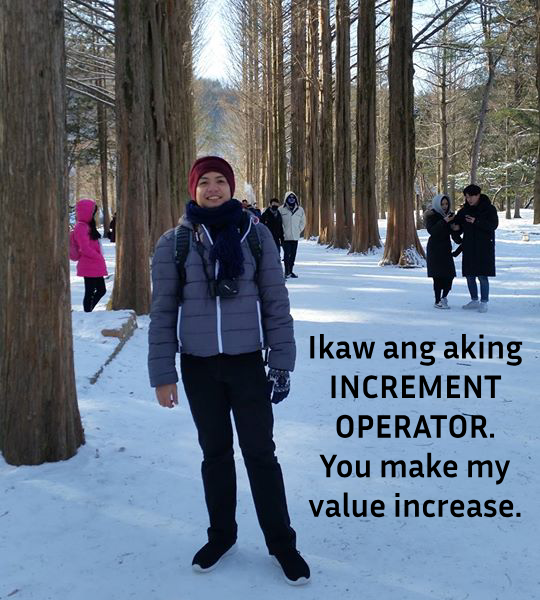 Ikaw ang aking
INCREMENT
OPERATOR.
You make my
value increase.